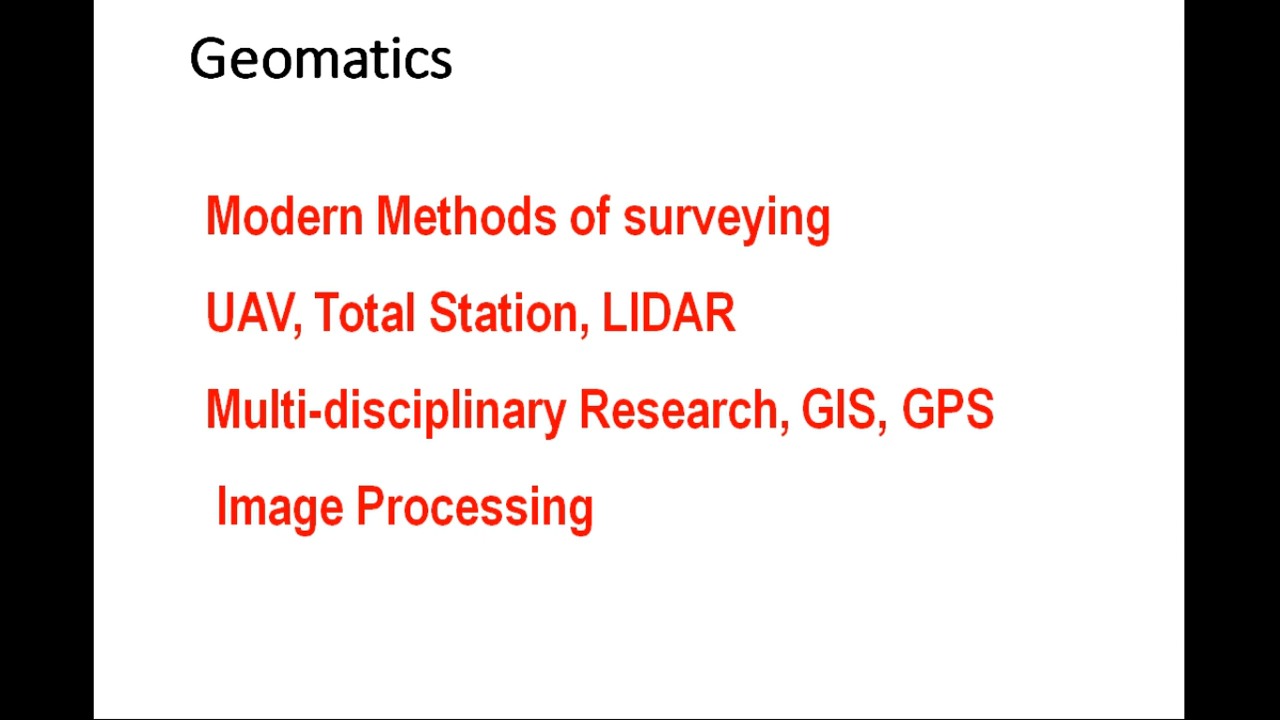 Geomatics
Modern Methods of surveying
UAV, Total Station, LIDAR
Multi-disciplinary Research, GIS, GPS
Image Processing